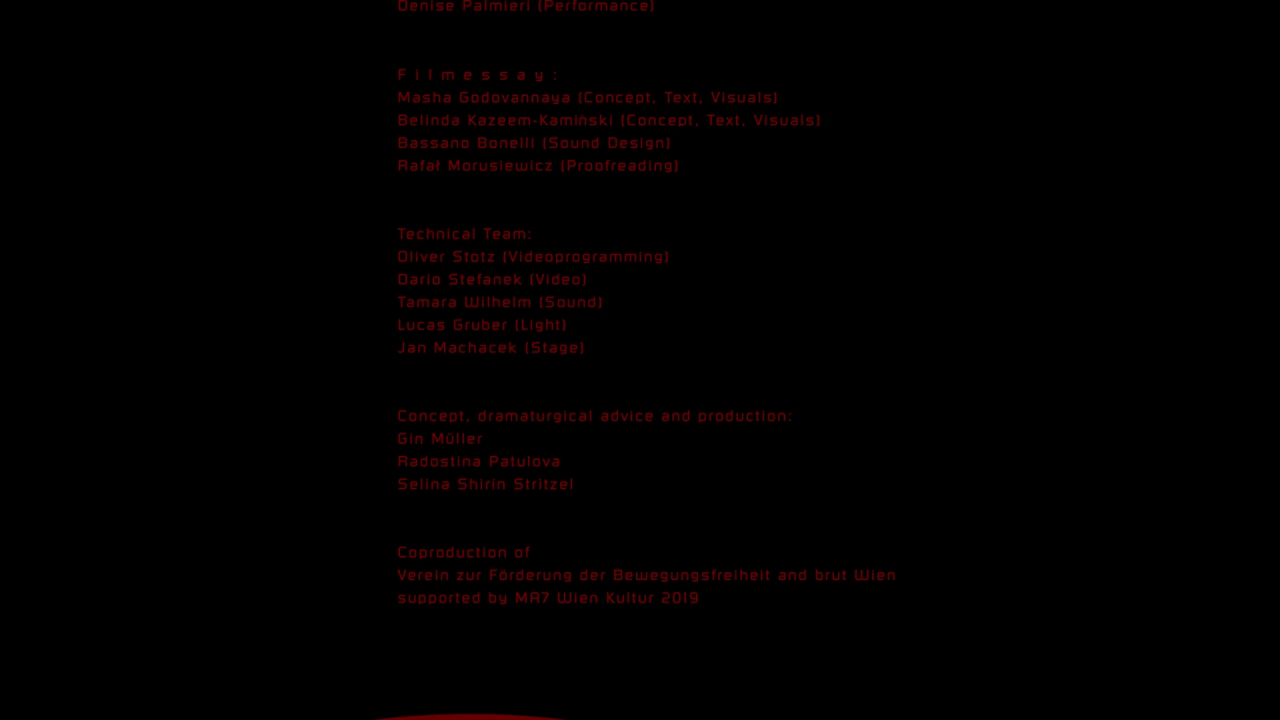 Denise Palmieri (Performance)
F i l m e s s a y :
Masha Godovannaya (Concept, Text, Visuals)
Belinda Kazeem-Kamiński (Concept, Text, Visuals)
Bassano Bonelli (Sound Design)
Rafał Morusiewicz (Proofreading)
Technical Team:
Oliver Stotz (Videoprogramming)
Dario Stefanek (Video)
Tamara Wilhelm (Sound)
Lucas Gruber (Light)
Jan Machacek (Stage)
Concept, dramaturgical advice and production:
Gin Müller
Radostina Patulova
Selina Shirin Stritzel
Coproduction of
Verein zur Förderung der Bewegungsfreiheit and brut Wien
supported by MA7 Wien Kultur 2019